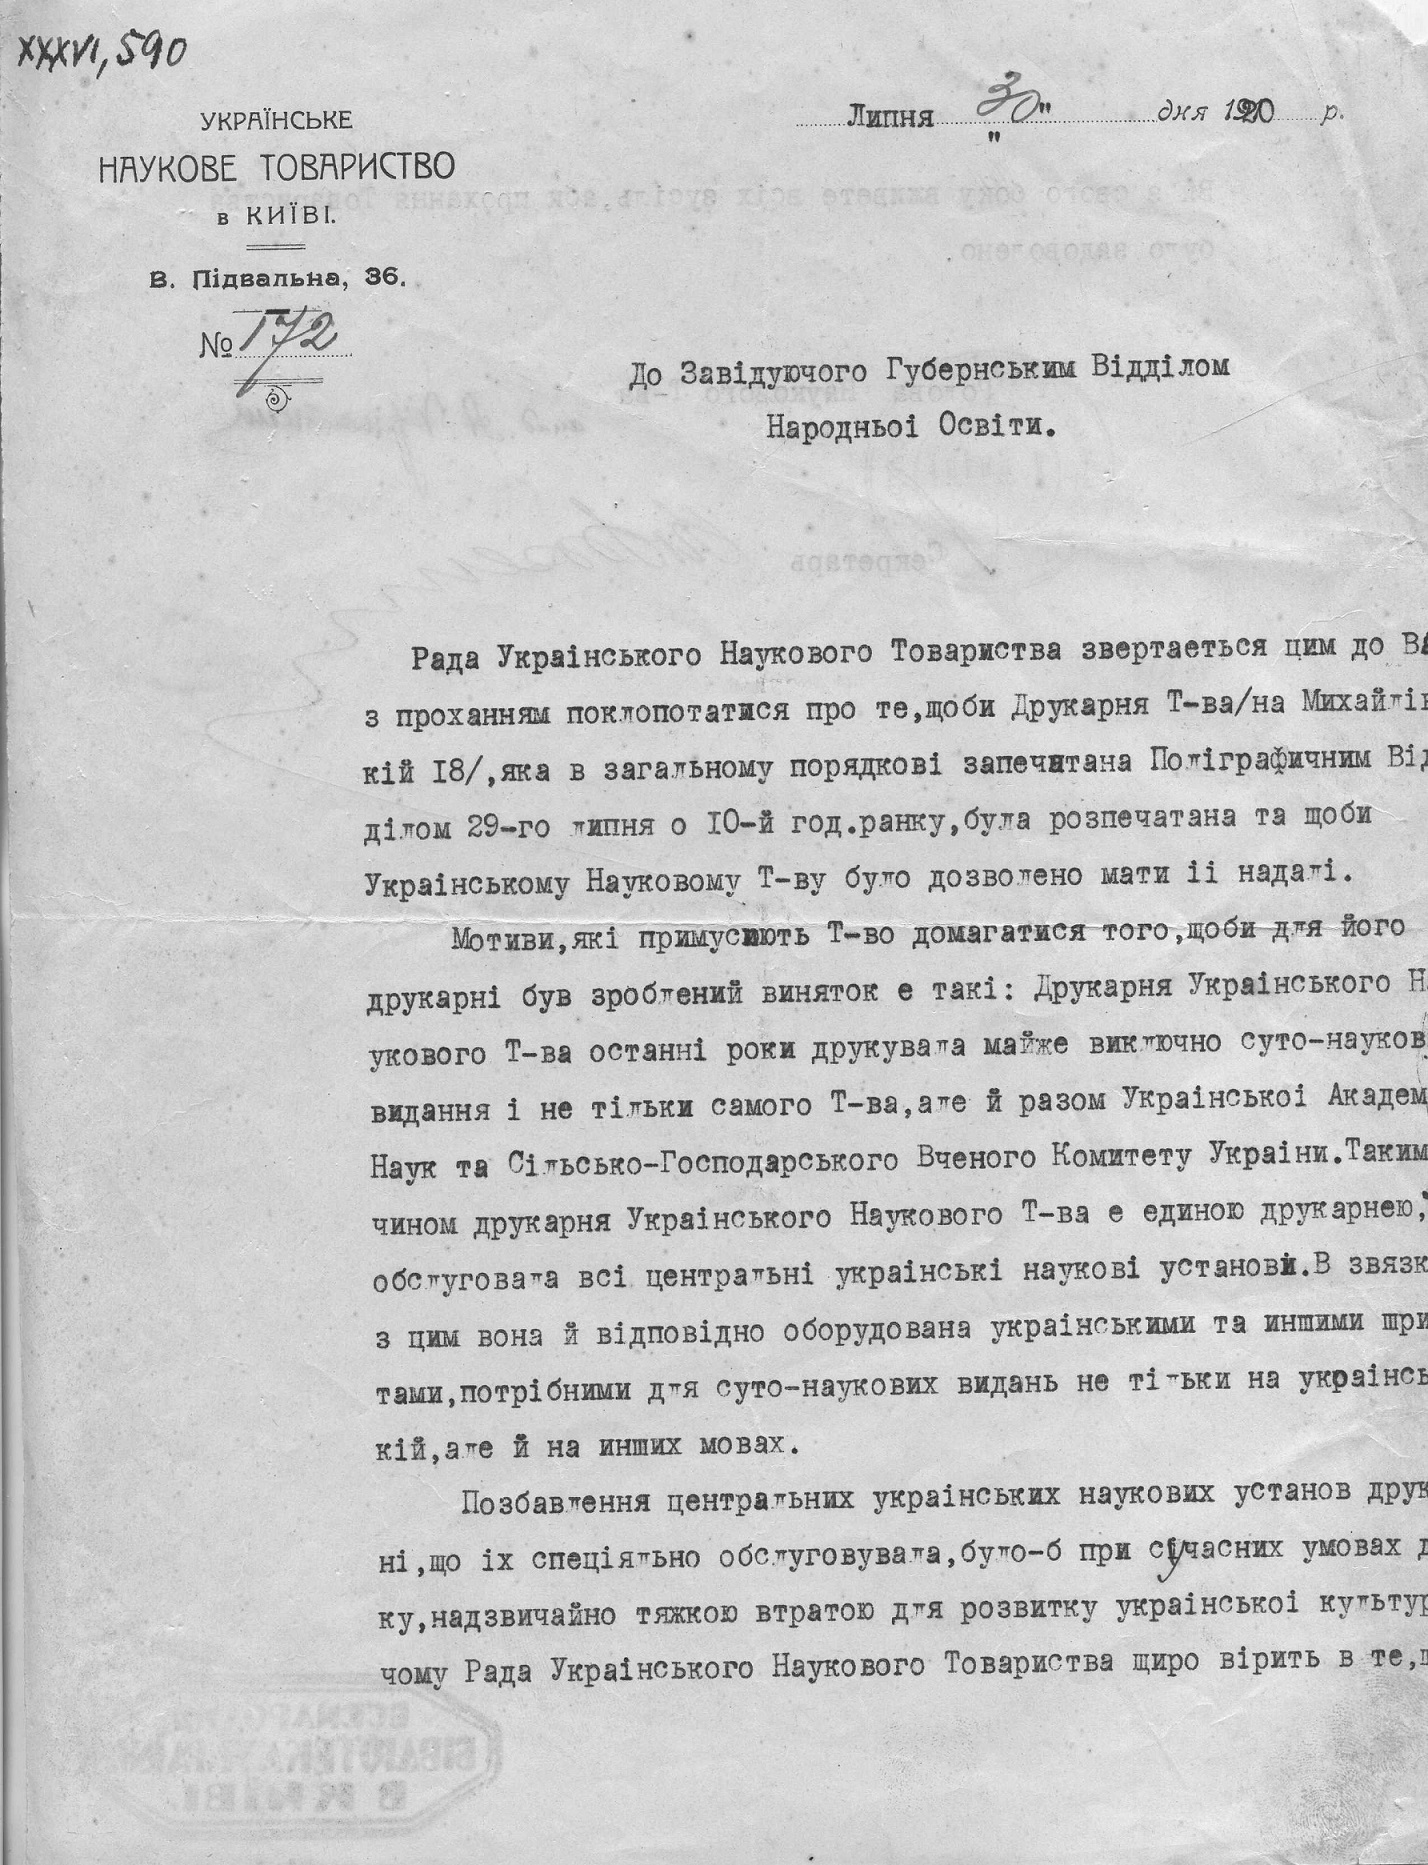 XXXVI, 590
УКРАЇНСЬКЕ
НАУКОВЕ ТОВАРИСТВО
в КИЇВІ.
В. Підвальна, 36.
№ 172
Липня "30" дня 1920 р.
До Завідуючого Губернським Відділом
Народньоі Освіти.
Рада Украінського Наукового Товариства звертаеться цим до Ва
з проханням поклопотатися про те,щоби Друкарня Т-ва/на Михайлів
кій 18/,яка в загальному порядкові запечатана Поліграфичним Від
ділом 29-го липня о 10-й год.ранку,була розпечатана та щоби
Украінському Науковому Т-ву було дозволено мати іі надалі.
Мотиви,які примусюють Т-во домагатися того,щоби для його
друкарні був зроблений виняток е такі: Друкарня Украінського На
укового Т-ва останні роки друкувала майже виключно суто-наукові
видання і не тільки самого Т-ва,але й разом Украінськоі Академ
Наук та Сільсько-Господарського Вченого Комитету Украіни.Таким
чином друкарня Украінського Наукового Т-ва е единою друкарнею,
обслуговала всі центральні украінські наукові установи.В звязк
з цим вона й відповідно оборудована украінськими та иншими шри
тами,потрібними для суто-наукових видань не тільки на украінсь
кій,але й на инших мовах.
Позбавлення центральних украінських наукових установ друк
ні,що іх спеціяльно обслуговувала,було-б при сучасних умовах д
ку,надзвичайно тяжкою втратою для розвитку украінськоі культур
чому Рада Украінського Наукового Товариства щиро вірить в те,щ